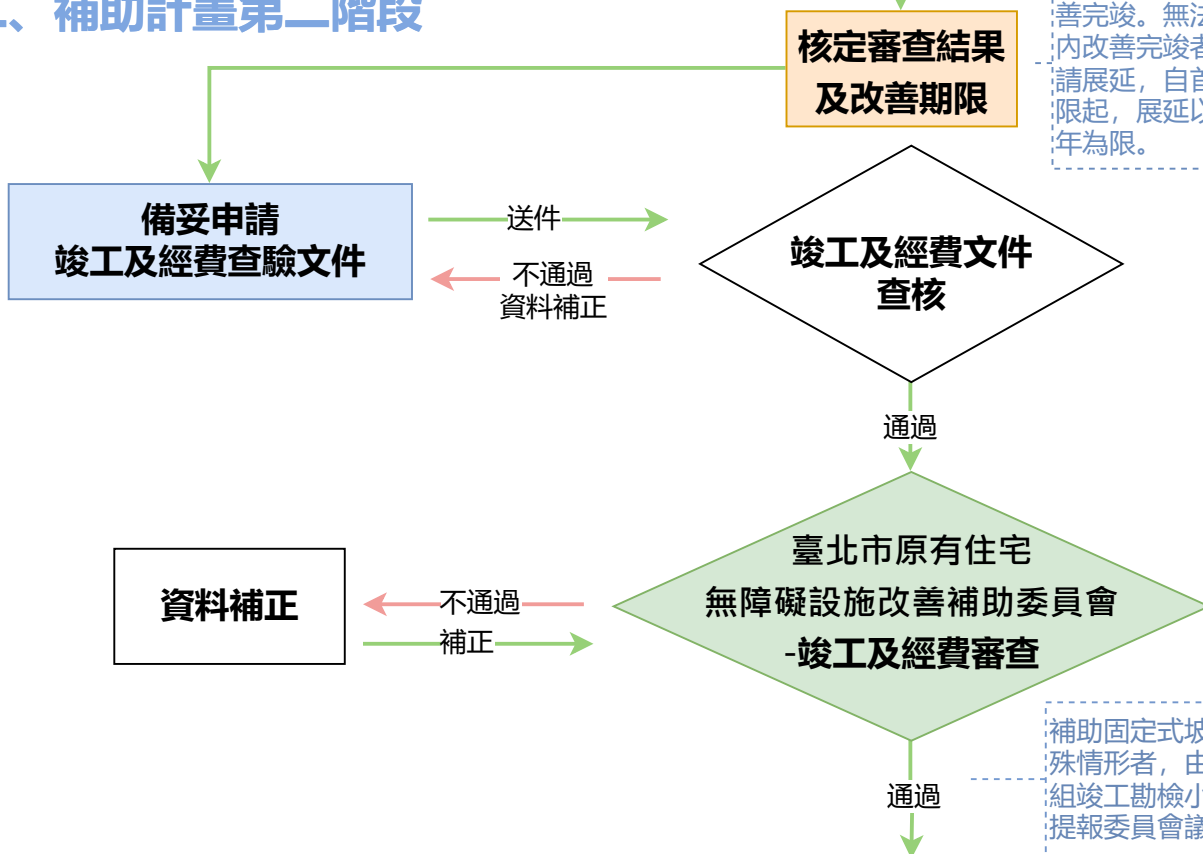 、補助計畫第二階段
核定審查結果
及改善期限
善完竣。無法
內改善完竣者
請展延，自首
限起，展延以
年為限。
備妥申請
竣工及經費查驗文件
送件
不通過
資料補正
竣工及經費文件
查核
通過
臺北市原有住宅
無障礙設施改善補助委員會
-竣工及經費審查
資料補正
不通過
補正
補助固定式坡
殊情形者，由
組竣工勘檢小
提報委員會議
通過